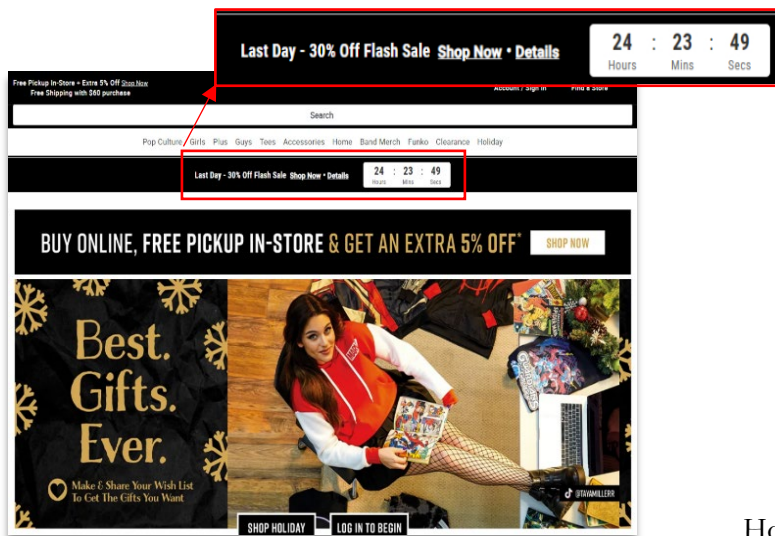 Last Day - 30% Off Flash Sale Shop Now • Details
24 : 23 : 49
Hours Mins Secs
Free Pickup In-Store + Extra 5% Off Shop Now
Free Shipping with $60 purchase
Account / Sign In Find a Store
Search
Pop Culture Girls Plus Guys Tees Accessories Home Band Merch Funko Clearance Holiday
Last Day - 30% Off Flash Sale Shop Now • Details
24 : 23 : 49
Hours Mins Secs
BUY ONLINE, FREE PICKUP IN-STORE & GET AN EXTRA 5% OFF* SHOP NOW
Best.
Gifts.
Ever.
Make & Share Your Wish List
To Get The Gifts You Want
@TAYAMILLERR
SHOP HOLIDAY LOG IN TO BEGIN
Ho